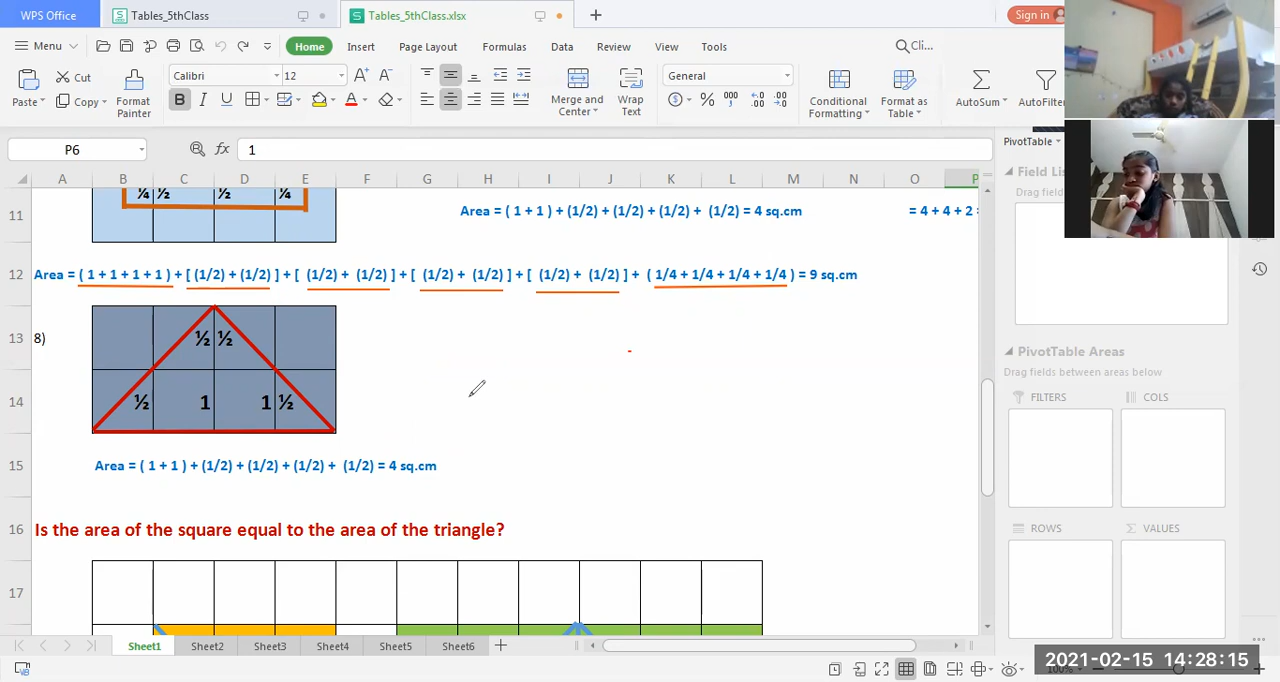 WPS Office
Tables_5thClass
Tables_5thClass.xlsx
Sign in
Menu
Home
Insert
Page Layout
Formulas
Data
Review
View
Tools
Cli...
Paste
Cut
Copy
Format Painter
Calibri
12
A+
A-
B I U
Merge and Center
Wrap Text
General
Conditional Formatting
Format as Table
AutoSum
AutoFilter
P6
fx
1
PivotTable
Field List
A B C D E F G H I J K L M N O P
¼ ½ ½ ¼
11
Area = ( 1 + 1 ) + (1/2) + (1/2) + (1/2) + (1/2) = 4 sq.cm
= 4 + 4 + 2 =
12
Area = ( 1 + 1 + 1 + 1 ) + [ (1/2) + (1/2) ] + [ (1/2) + (1/2) ] + [ (1/2) + (1/2) ] + [ (1/2) + (1/2) ] + ( 1/4 + 1/4 + 1/4 + 1/4 ) = 9 sq.cm
13
8)
½ ½
14
½ 1 1 ½
15
Area = ( 1 + 1 ) + (1/2) + (1/2) + (1/2) + (1/2) = 4 sq.cm
16
Is the area of the square equal to the area of the triangle?
17
PivotTable Areas
Drag fields between areas below
FILTERS
COLS
ROWS
VALUES
Sheet1
Sheet2
Sheet3
Sheet4
Sheet5
Sheet6
2021-02-15 14:28:15